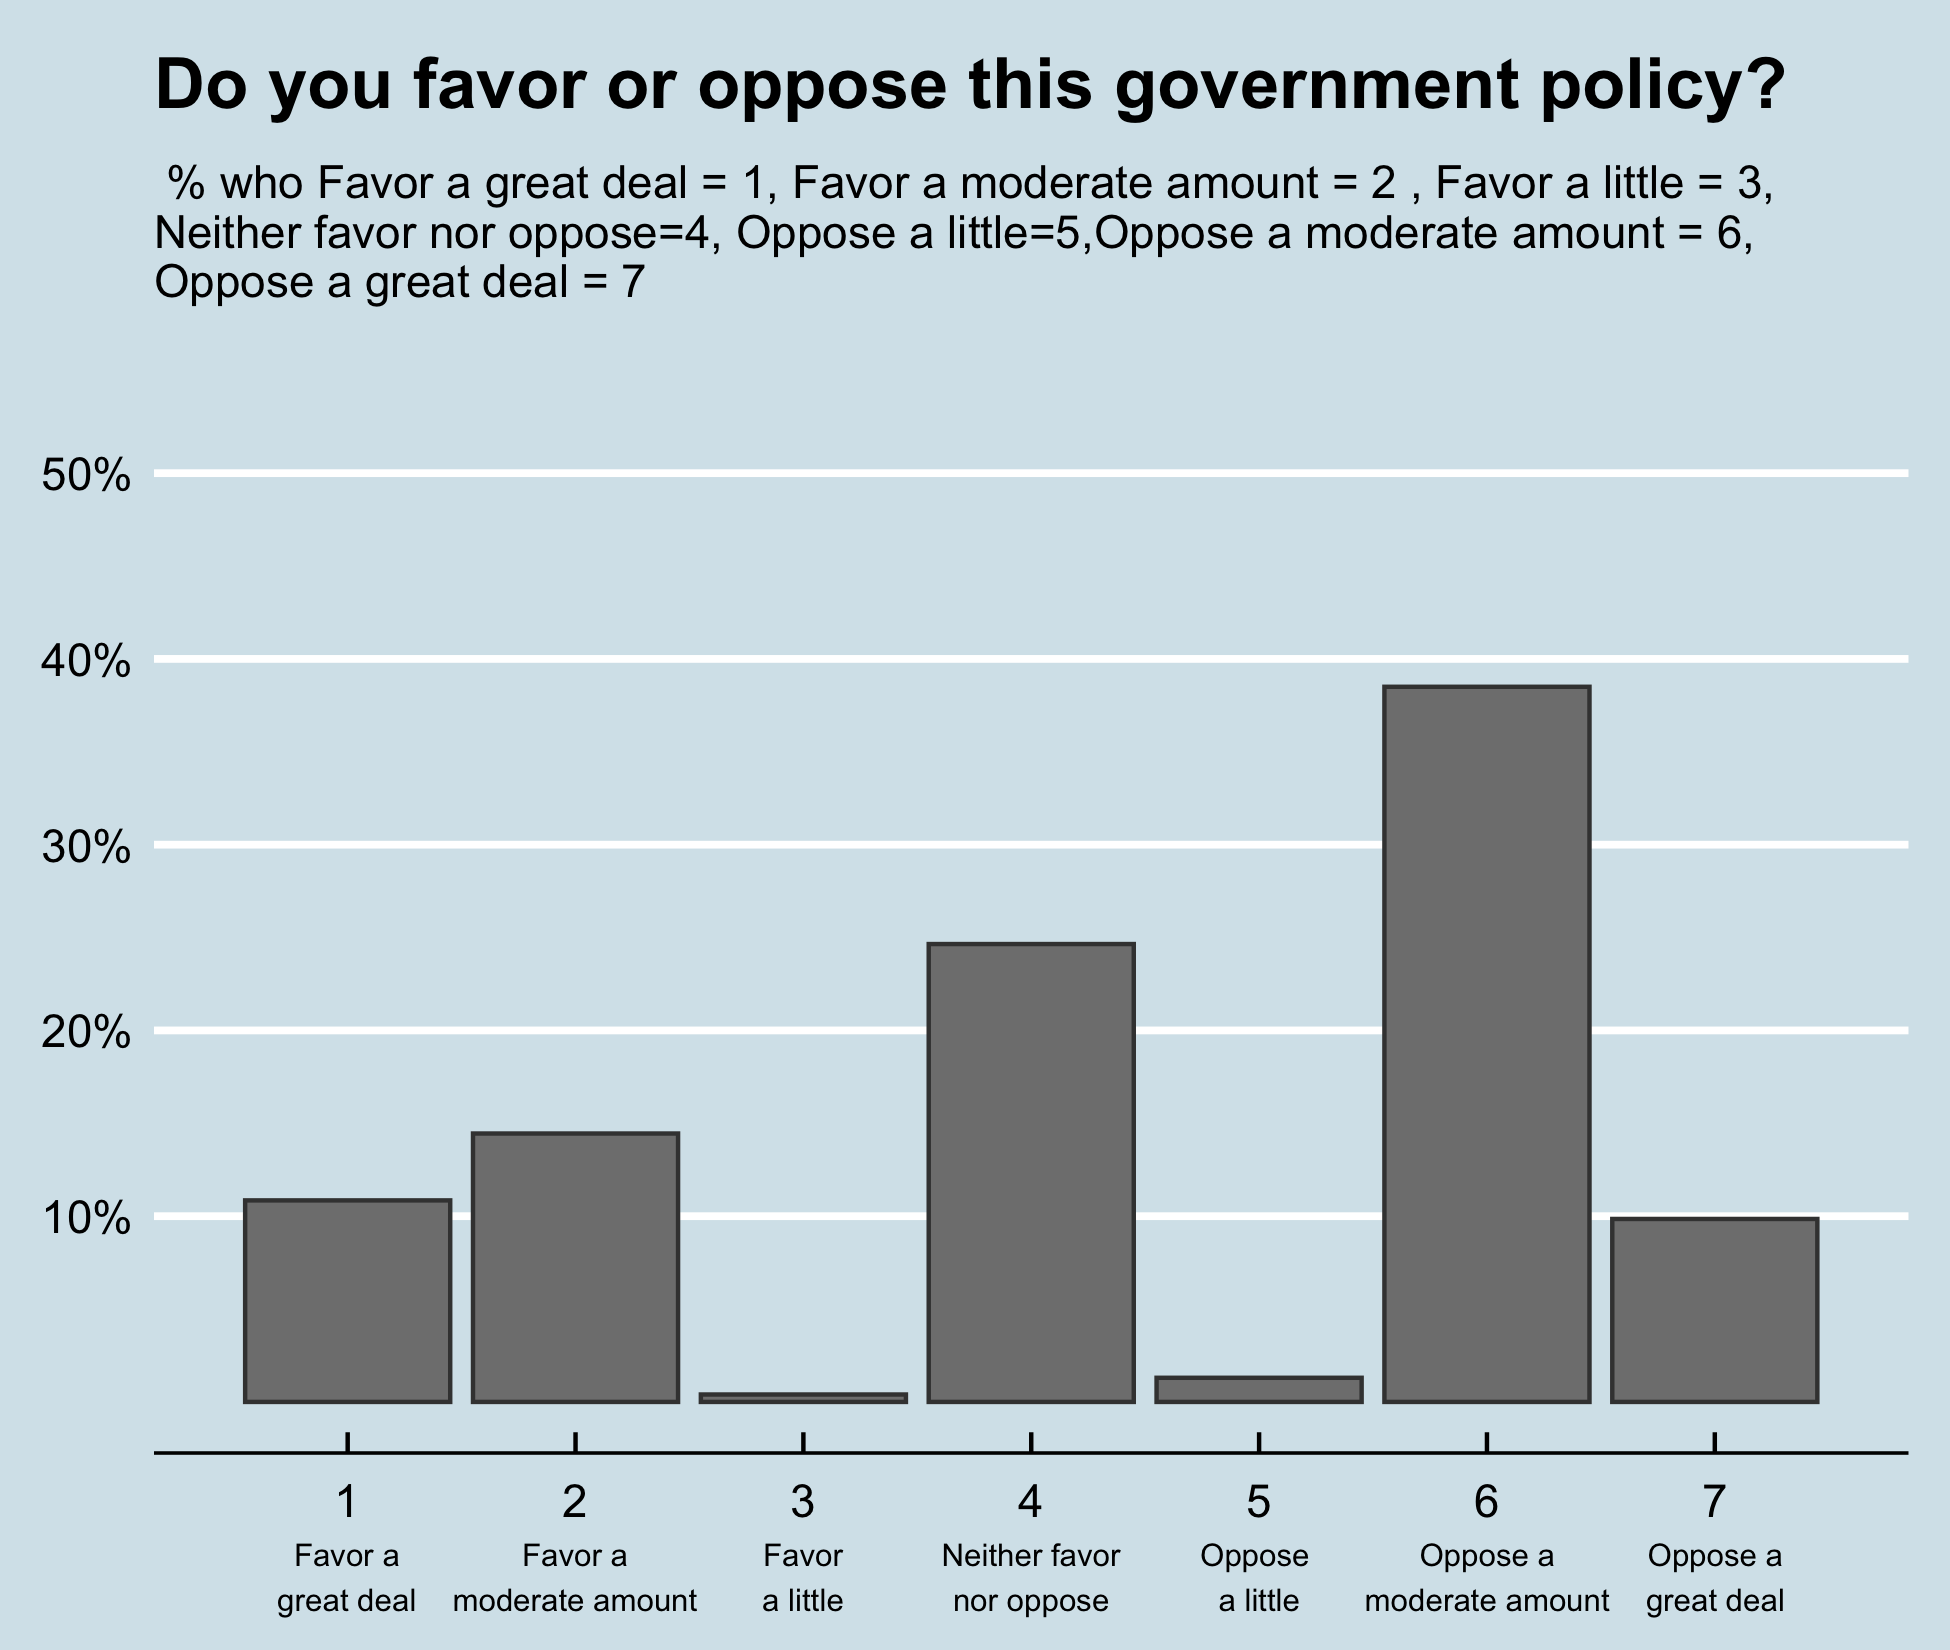 Do you favor or oppose this government policy?
% who Favor a great deal = 1, Favor a moderate amount = 2 , Favor a little = 3,
Neither favor nor oppose=4, Oppose a little=5,Oppose a moderate amount = 6,
Oppose a great deal = 7
50%
40%
30%
20%
10%
1 2 3 4 5 6 7
Favor a Favor a Favor Neither favor Oppose Oppose a Oppose a
great deal moderate amount a little nor oppose a little moderate amount great deal